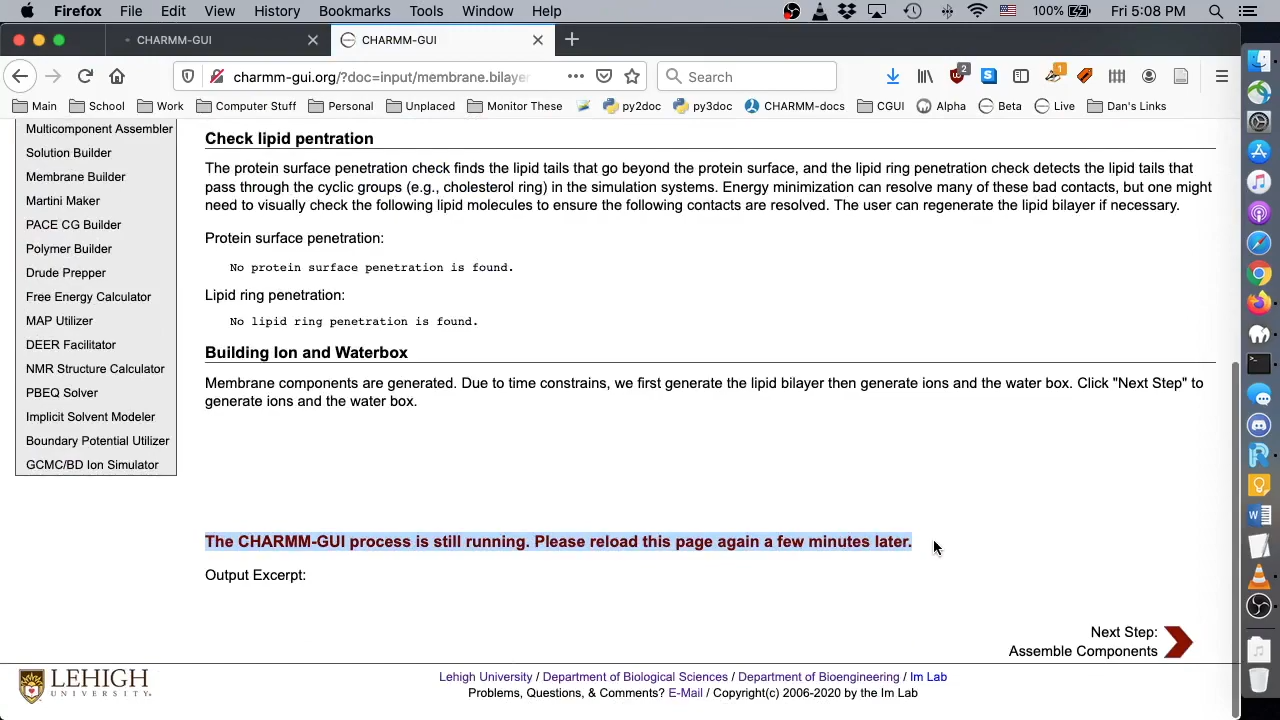 Firefox File Edit View History Bookmarks Tools Window Help 100% Fri 5:08 PM
CHARMM-GUI CHARMM-GUI
charmm-gui.org/?doc=input/membrane.bilaye Search 2 1
Main School Work Computer Stuff Personal Unplaced Monitor These py2doc py3doc CHARMM-docs CGUI Alpha Beta Live Dan's Links
Multicomponent Assembler
Solution Builder
Membrane Builder
Martini Maker
PACE CG Builder
Polymer Builder
Drude Prepper
Free Energy Calculator
MAP Utilizer
DEER Facilitator
NMR Structure Calculator
PBEQ Solver
Implicit Solvent Modeler
Boundary Potential Utilizer
GCMC/BD Ion Simulator
Check lipid pentration
The protein surface penetration check finds the lipid tails that go beyond the protein surface, and the lipid ring penetration check detects the lipid tails that
pass through the cyclic groups (e.g., cholesterol ring) in the simulation systems. Energy minimization can resolve many of these bad contacts, but one might
need to visually check the following lipid molecules to ensure the following contacts are resolved. The user can regenerate the lipid bilayer if necessary.
Protein surface penetration:
No protein surface penetration is found.
Lipid ring penetration:
No lipid ring penetration is found.
Building Ion and Waterbox
Membrane components are generated. Due to time constrains, we first generate the lipid bilayer then generate ions and the water box. Click "Next Step" to
generate ions and the water box.
The CHARMM-GUI process is still running. Please reload this page again a few minutes later.
Output Excerpt:
Next Step:
Assemble Components
LEHIGH
UNIVERSITY
Lehigh University / Department of Biological Sciences / Department of Bioengineering / Im Lab
Problems, Questions, & Comments? E-Mail / Copyright(c) 2006-2020 by the Im Lab